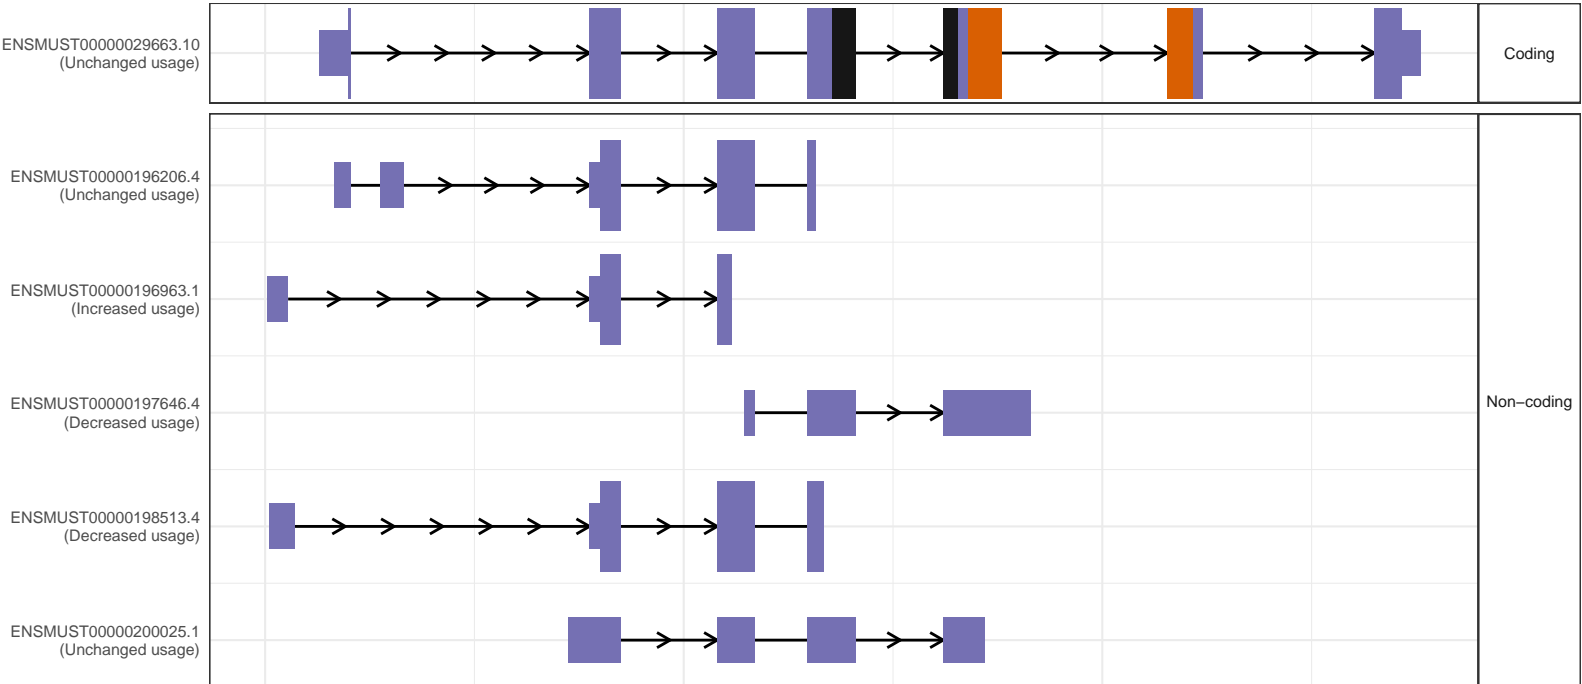 ENSMUST00000029663.10
(Unchanged usage)
Coding
ENSMUST00000196206.4
(Unchanged usage)
ENSMUST00000196963.1
(Increased usage)
ENSMUST00000197646.4
(Decreased usage)
Non−coding
ENSMUST00000198513.4
(Decreased usage)
ENSMUST00000200025.1
(Unchanged usage)